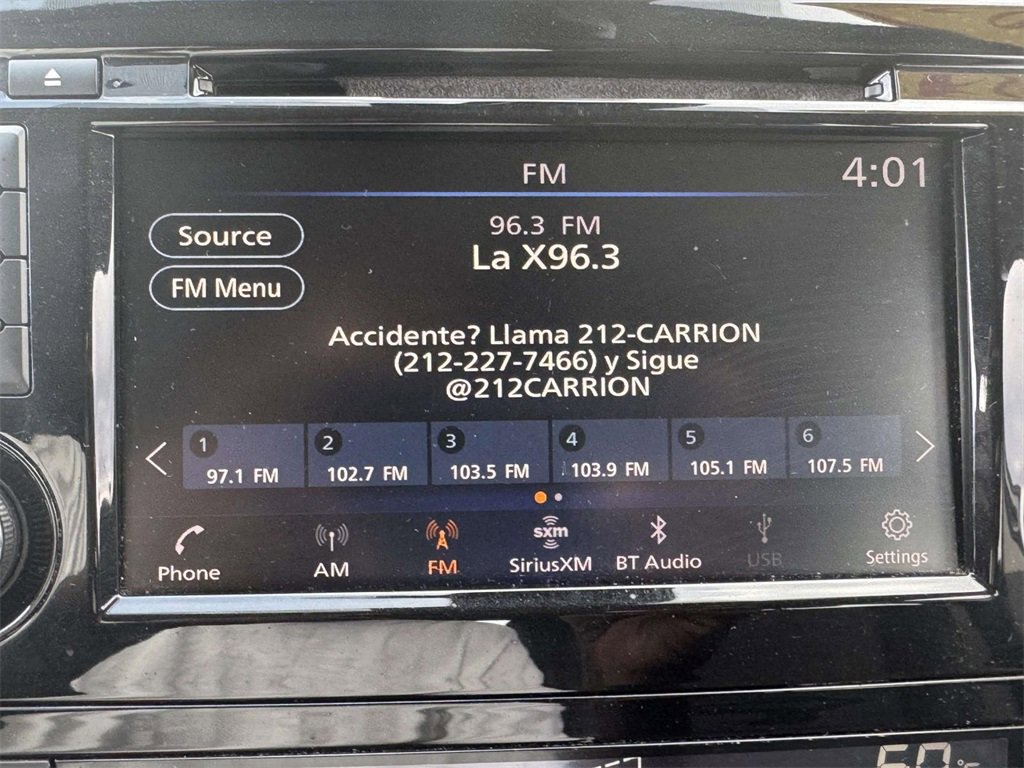 FM
4:01
Source
96.3 FM
La X96.3
FM Menu
Accidente? Llama 212-CARRION
(212-227-7466) y Sigue
@212CARRION
1 2 3 4 5 6
97.1 FM 102.7 FM 103.5 FM 103.9 FM 105.1 FM 107.5 FM
sxm
Phone AM FM SiriusXM BT Audio USB Settings